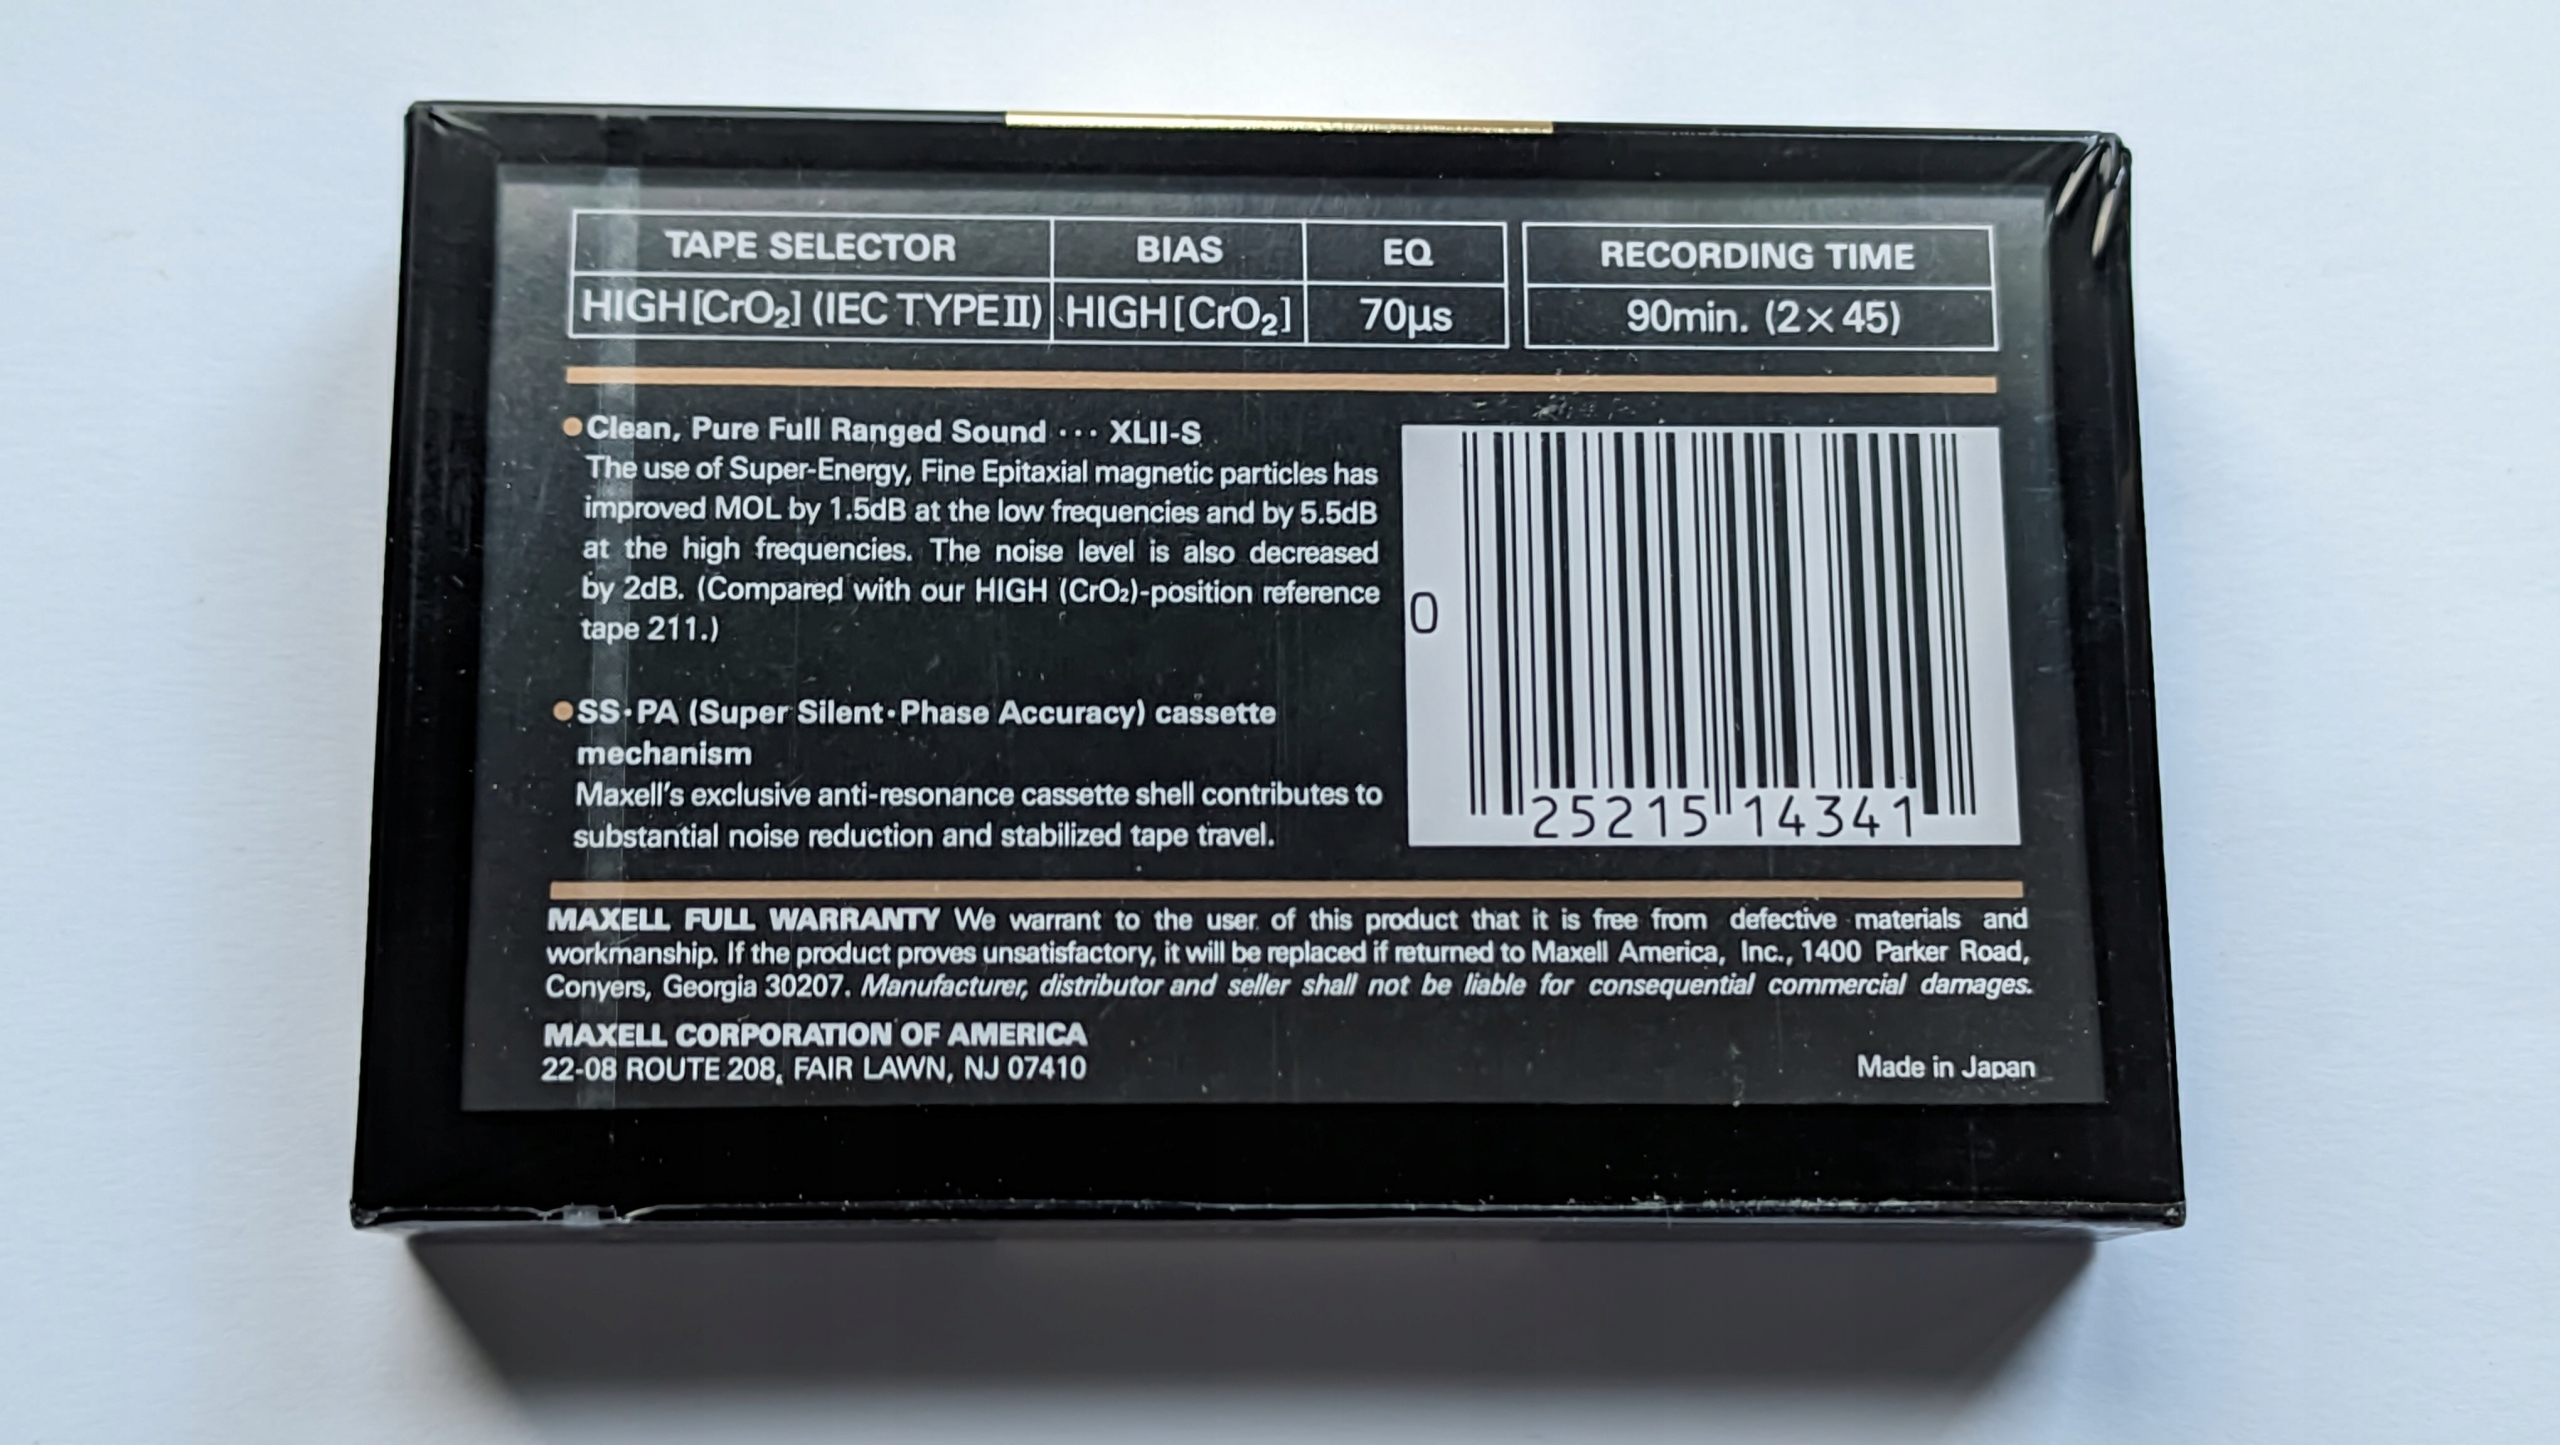 TAPE SELECTOR BIAS EQ RECORDING TIME
HIGH[CrO₂] (IEC TYPE II) HIGH[CrO₂] 70µs 90min. (2×45)
●Clean, Pure Full Ranged Sound ··· XLII-S
The use of Super-Energy, Fine Epitaxial magnetic particles has
improved MOL by 1.5dB at the low frequencies and by 5.5dB
at the high frequencies. The noise level is also decreased
by 2dB. (Compared with our HIGH (CrO₂)-position reference
tape 211.)
●SS·PA (Super Silent·Phase Accuracy) cassette
mechanism
Maxell's exclusive anti-resonance cassette shell contributes to
substantial noise reduction and stabilized tape travel.
0
25215 14341
MAXELL FULL WARRANTY We warrant to the user of this product that it is free from defective materials and
workmanship. If the product proves unsatisfactory, it will be replaced if returned to Maxell America, Inc., 1400 Parker Road,
Conyers, Georgia 30207. Manufacturer, distributor and seller shall not be liable for consequential commercial damages.
MAXELL CORPORATION OF AMERICA
22-08 ROUTE 208, FAIR LAWN, NJ 07410
Made in Japan